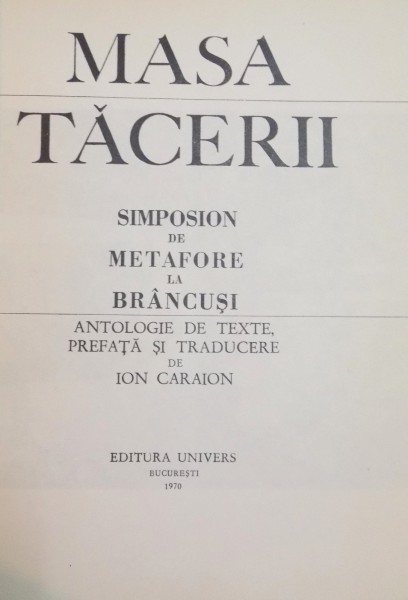 MASA
TĂCERII
SIMPOSION
DE
METAFORE
LA
BRÂNCUȘI
ANTOLOGIE DE TEXTE,
PREFAȚĂ ȘI TRADUCERE
DE
ION CARAION
EDITURA UNIVERS
BUCUREȘTI
1970